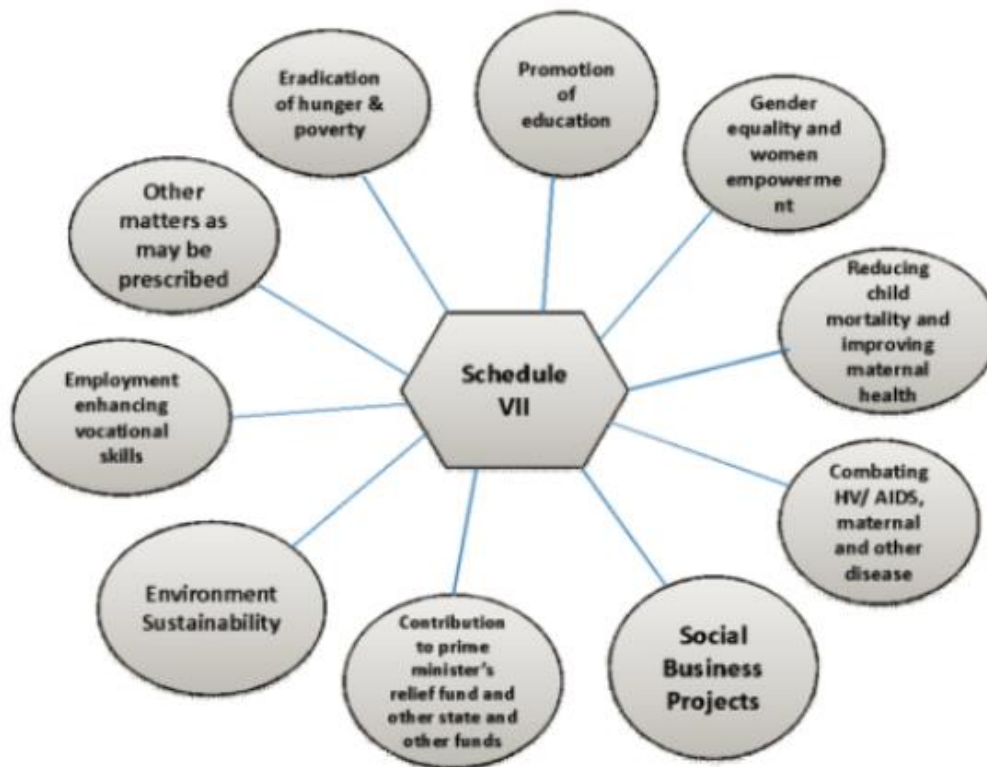 Eradication
of hunger &
poverty
Promotion
of
education
Gender
equality and
women
empowerme
nt
Reducing
child
mortality and
improving
maternal
health
Combating
HV/ AIDS,
maternal
and other
disease
Social
Business
Projects
Contribution
to prime
minister's
relief fund and
other state and
other funds
Environment
Sustainability
Employment
enhancing
vocational
skills
Other
matters as
may be
prescribed
Schedule
VII